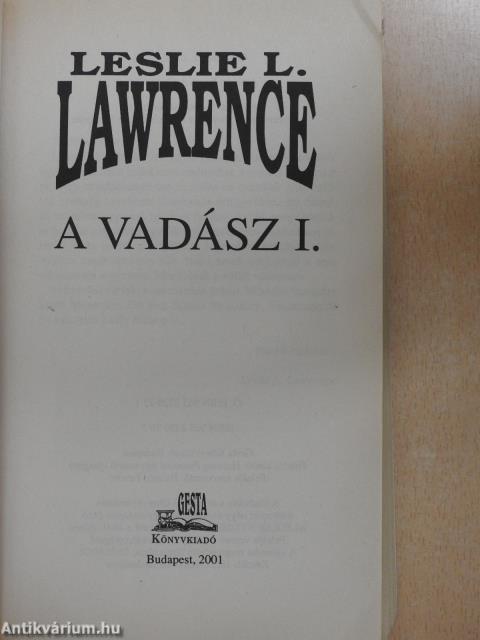 LESLIE L.
LAWRENCE
A VADÁSZ I.
GESTA
KÖNYVKIADÓ
Budapest, 2001
Antikvárium.hu